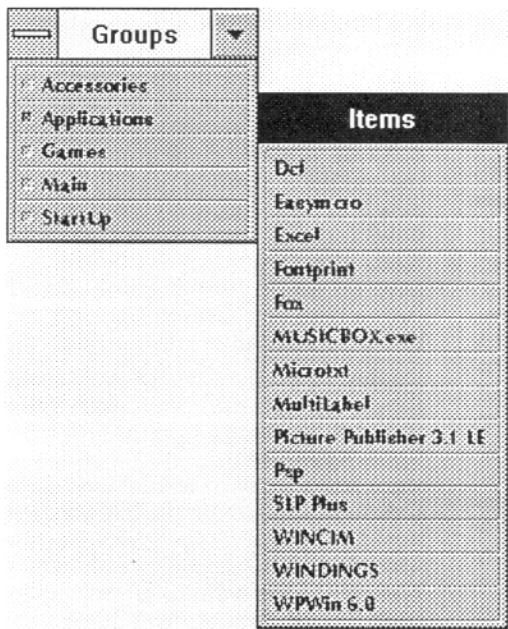 Groups
Accessories
Applications
Games
Main
StartUp
Items
Dcf
Easymcro
Excel
Fontprint
Fox
MUSICBOX.exe
Microtxt
MultiLabel
Picture Publisher 3.1 LE
Psp
SLP Plus
WINCIM
WINDINGS
WPWin 6.0